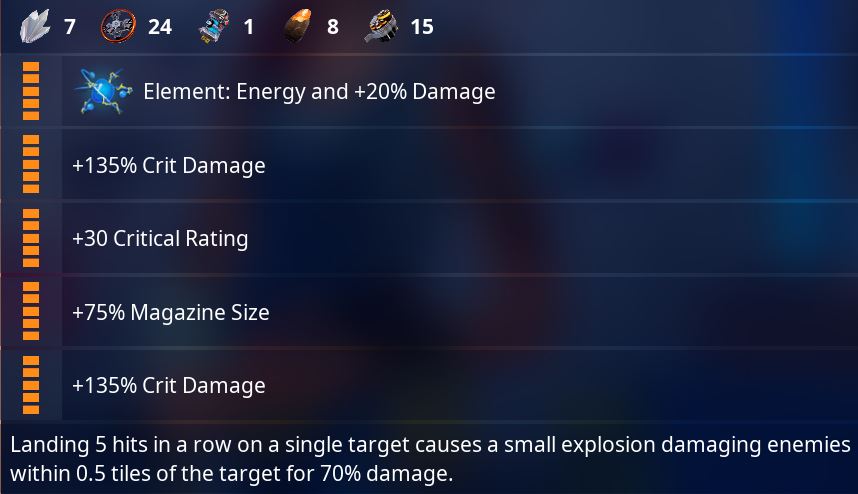 7 24 1 8 15
Element: Energy and +20% Damage
+135% Crit Damage
+30 Critical Rating
+75% Magazine Size
+135% Crit Damage
Landing 5 hits in a row on a single target causes a small explosion damaging enemies
within 0.5 tiles of the target for 70% damage.